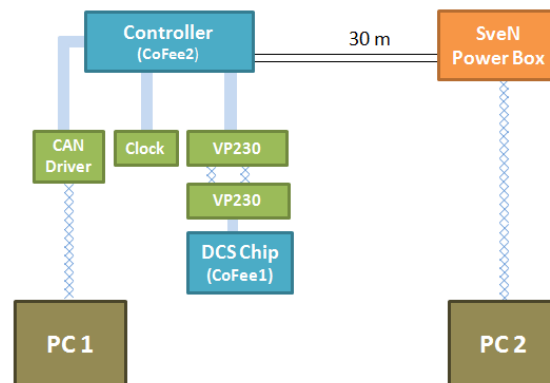 Controller
(CoFee2)
30 m
SveN
Power Box
CAN
Driver
Clock
VP230
VP230
DCS Chip
(CoFee1)
PC 1
PC 2